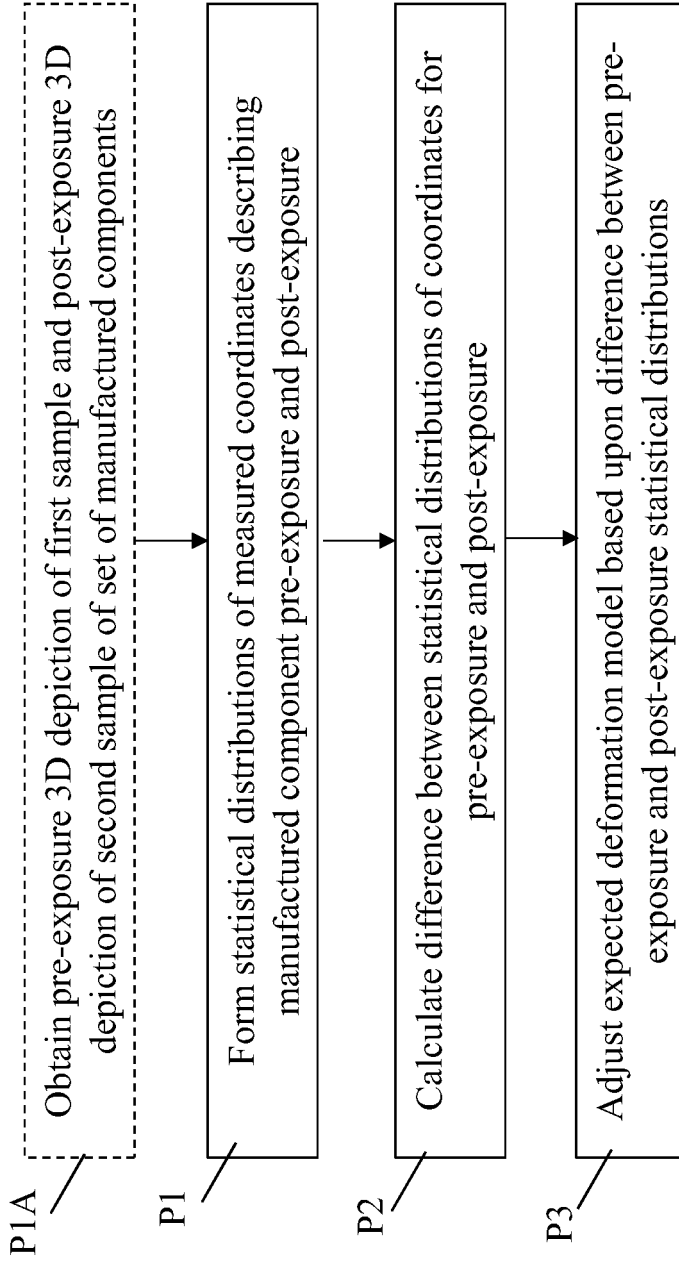 P1A
Obtain pre-exposure 3D depiction of first sample and post-exposure 3D
depiction of second sample of set of manufactured components
P1
Form statistical distributions of measured coordinates describing
manufactured component pre-exposure and post-exposure
P2
Calculate difference between statistical distributions of coordinates for
pre-exposure and post-exposure
P3
Adjust expected deformation model based upon difference between pre-
exposure and post-exposure statistical distributions